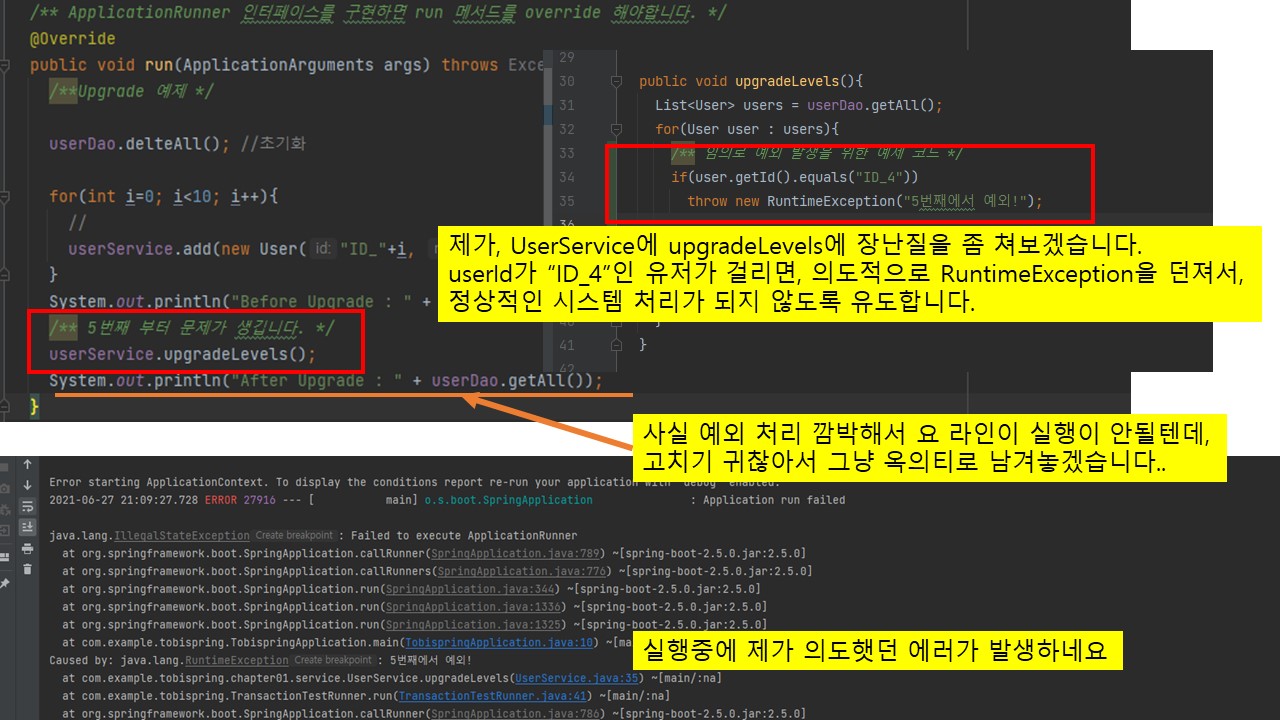 /** ApplicationRunner 인터페이스를 구현하면 run 메서드를 override 해야합니다. */
@Override
public void run(ApplicationArguments args) throws Exce
/**Upgrade 예제 */
userDao.delteAll(); //초기화
for(int i=0; i<10; i++){
//
userService.add(new User( id: "ID_"+i,
}
System.out.println("Before Upgrade : " +
/** 5번째 부터 문제가 생깁니다. */
userService.upgradeLevels();
System.out.println("After Upgrade : " + userDao.getAll());
}
29
30 public void upgradeLevels(){
31 List<User> users = userDao.getAll();
32 for(User user : users){
33 /** 임의로 예외 발생을 위한 예제 코드 */
34 if(user.getId().equals("ID_4"))
35 throw new RuntimeException("5번째에서 예외!");
36
제가, UserService에 upgradeLevels에 장난질을 좀 쳐보겠습니다.
userId가 “ID_4”인 유저가 걸리면, 의도적으로 RuntimeException을 던져서,
정상적인 시스템 처리가 되지 않도록 유도합니다.
}
41 }
42
사실 예외 처리 깜박해서 요 라인이 실행이 안될텐데,
고치기 귀찮아서 그냥 옥의티로 남겨놓겠습니다..
Error starting ApplicationContext. To display the conditions report re-run your application with 'debug' enabled.
2021-06-27 21:09:27.728 ERROR 27916 --- [ main] o.s.boot.SpringApplication : Application run failed
java.lang.IllegalStateException Create breakpoint : Failed to execute ApplicationRunner
at org.springframework.boot.SpringApplication.callRunner(SpringApplication.java:789) ~[spring-boot-2.5.0.jar:2.5.0]
at org.springframework.boot.SpringApplication.callRunners(SpringApplication.java:776) ~[spring-boot-2.5.0.jar:2.5.0]
at org.springframework.boot.SpringApplication.run(SpringApplication.java:344) ~[spring-boot-2.5.0.jar:2.5.0]
at org.springframework.boot.SpringApplication.run(SpringApplication.java:1336) ~[spring-boot-2.5.0.jar:2.5.0]
at org.springframework.boot.SpringApplication.run(SpringApplication.java:1325) ~[spring-boot-2.5.0.jar:2.5.0]
at com.example.tobispring.TobispringApplication.main(TobispringApplication.java:10) ~[ma
Caused by: java.lang.RuntimeException Create breakpoint : 5번째에서 예외!
실행중에 제가 의도햇던 에러가 발생하네요
at com.example.tobispring.chapter01.service.UserService.upgradeLevels(UserService.java:35) ~[main/:na]
at com.example.tobispring.TransactionTestRunner.run(TransactionTestRunner.java:41) ~[main/:na]
at org.springframework.boot.SpringApplication.callRunner(SpringApplication.java:786) ~[spring-boot-2.5.0.jar:2.5.0]